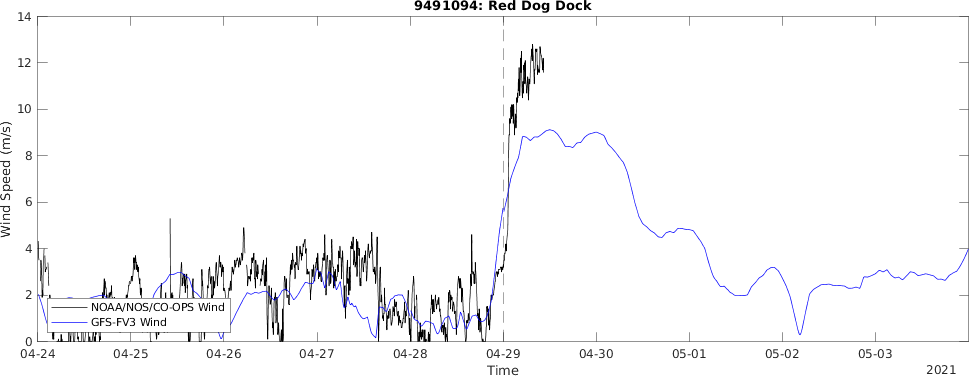 9491094: Red Dog Dock
14
12
10
8
6
4
2
0
Wind Speed (m/s)
NOAA/NOS/CO-OPS Wind
GFS-FV3 Wind
04-24 04-25 04-26 04-27 04-28 04-29 04-30 05-01 05-02 05-03
Time
2021